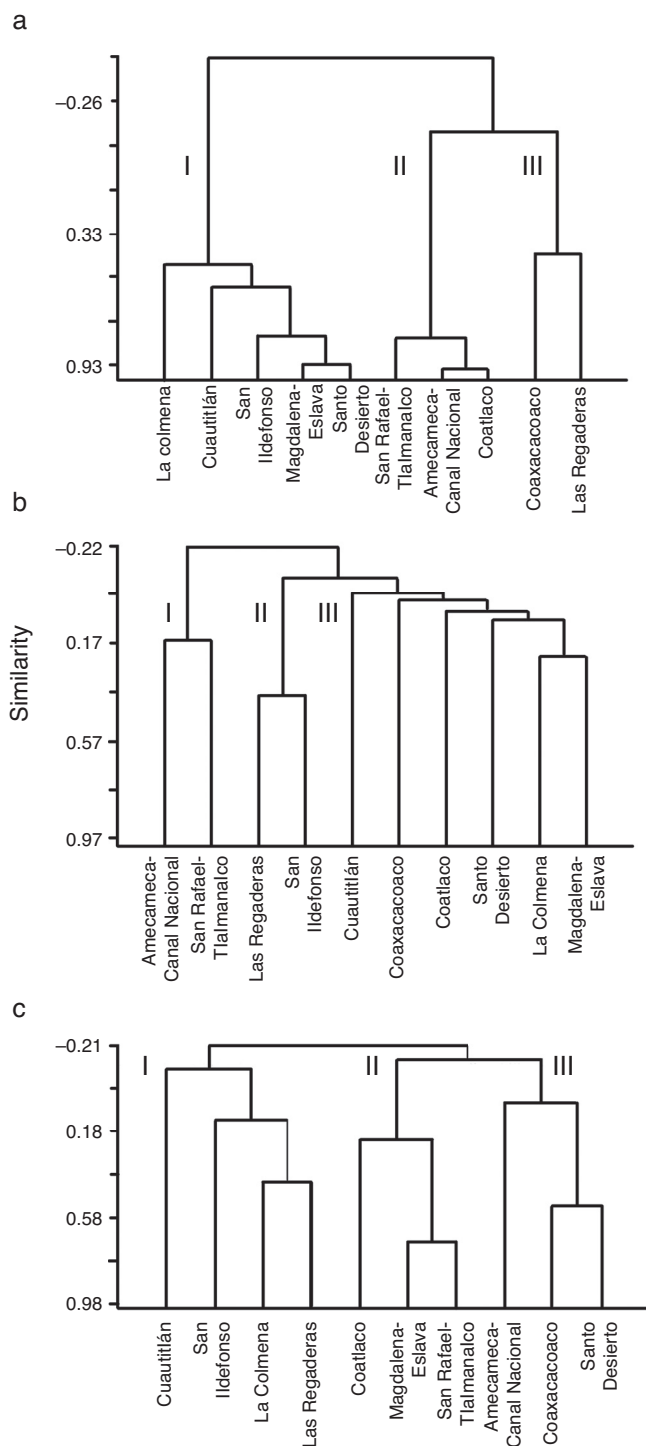 a
−0.26
I
II
III
0.33
0.93
La colmena
Cuautitlán
San
Ildefonso
Magdalena-
Eslava
Santo
Desierto
San Rafael-
Tlalmanalco
Amecameca-
Canal Nacional
Coatlaco
Coaxacacoaco
Las Regaderas
b
−0.22
I
II
III
0.17
Similarity
0.57
0.97
Amecameca-
Canal Nacional
San Rafael-
Tlalmanalco
Las Regaderas
San
Ildefonso
Cuautitlán
Coaxacacoaco
Coatlaco
Santo
Desierto
La Colmena
Magdalena-
Eslava
c
−0.21
I
II
III
0.18
0.58
0.98
Cuautitlán
San
Ildefonso
La Colmena
Las Regaderas
Coatlaco
Magdalena-
Eslava
San Rafael-
Tlalmanalco
Amecameca-
Canal Nacional
Coaxacacoaco
Santo
Desierto